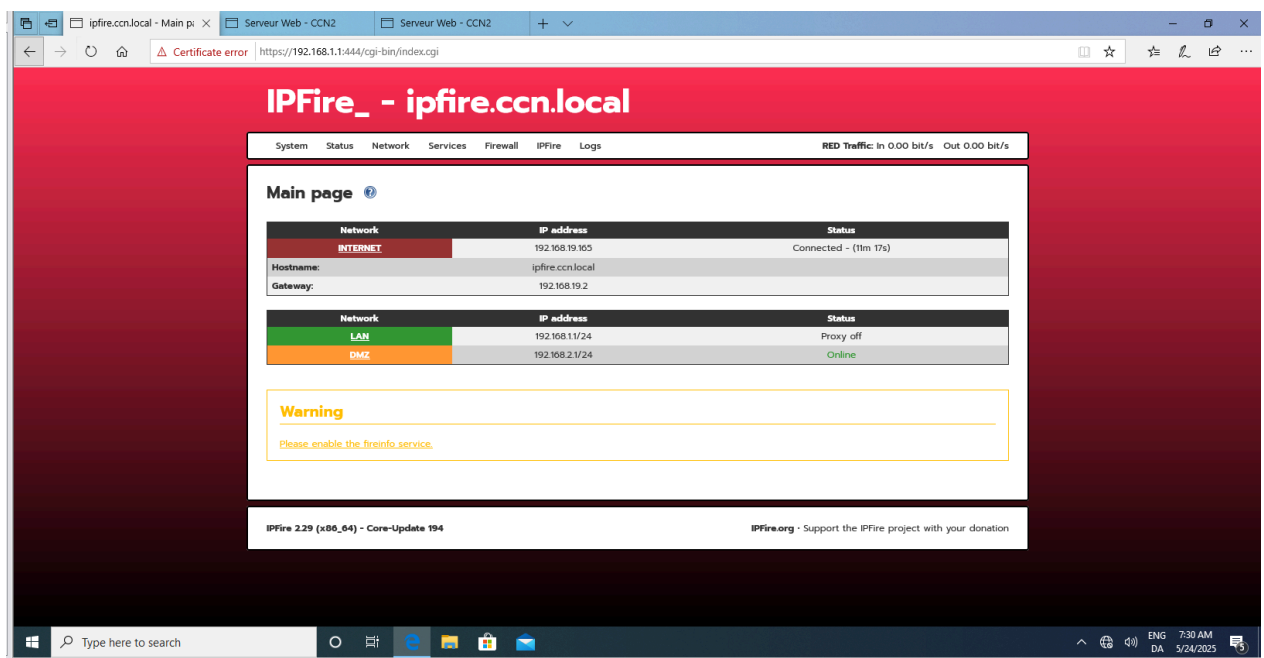 ipfire.ccn.local - Main pa
Serveur Web - CCN2
Serveur Web - CCN2
Certificate error
https://192.168.1.1:444/cgi-bin/index.cgi
IPFire_ - ipfire.ccn.local
System Status Network Services Firewall IPFire Logs RED Traffic: In 0.00 bit/s Out 0.00 bit/s
Main page
Network IP address Status
INTERNET 192.168.19.165 Connected - (11m 17s)
Hostname: ipfire.ccn.local
Gateway: 192.168.19.2
Network IP address Status
LAN 192.168.1.1/24 Proxy off
DMZ 192.168.2.1/24 Online
Warning
Please enable the fireinfo service.
IPFire 2.29 (x86_64) - Core-Update 194 IPFire.org • Support the IPFire project with your donation
Type here to search
ENG 7:30 AM
DA 5/24/2025
5